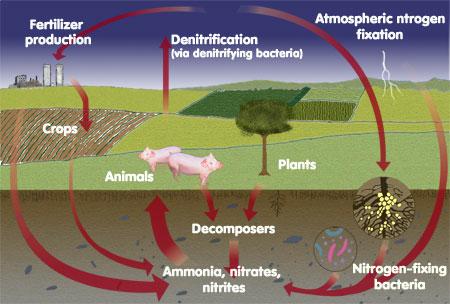 Fertilizer
production
Denitrification
(via denitrifying bacteria)
Atmospheric ntrogen
fixation
Crops
Animals
Plants
Decomposers
Ammonia, nitrates,
nitrites
Nitrogen-fixing
bacteria